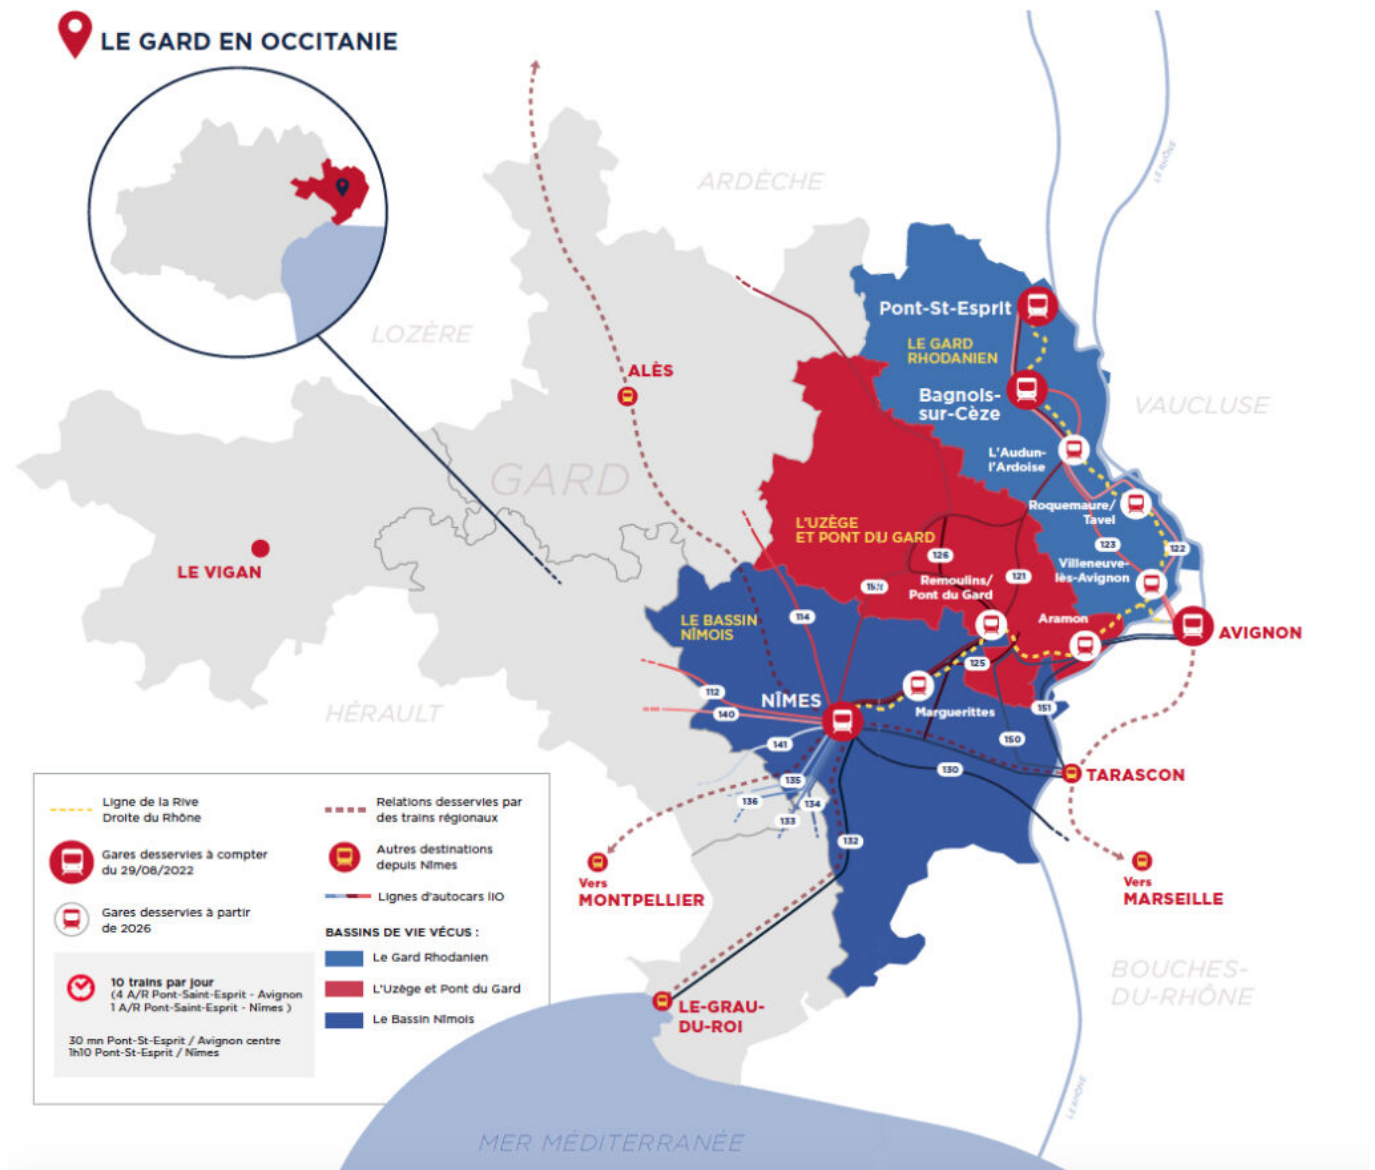 LE GARD EN OCCITANIE
ARDÈCHE
LE RHÔNE
LOZÈRE
Pont-St-Esprit
LE GARD
RHODANIEN
ALÈS
Bagnols-
sur-Cèze
VAUCLUSE
L'Audun-
l'Ardoise
GARD
Roquemaure/
Tavel
L'UZÈGE
ET PONT DU GARD
123
122
126
Villeneuve-
lès-Avignon
LE VIGAN
121
Remoulins/
Pont du Gard
114
LE BASSIN
NÎMOIS
Aramon
AVIGNON
125
112
NÎMES
140
Marguerittes
151
HÉRAULT
141
150
130
TARASCON
135
136
134
133
132
Vers
MONTPELLIER
Vers
MARSEILLE
BOUCHES-
DU-RHÔNE
LE-GRAU-
DU-ROI
LE RHÔNE
MER MÉDITERRANÉE
Ligne de la Rive
Droite du Rhône
Gares desservies à compter
du 29/08/2022
Gares desservies à partir
de 2026
10 trains par jour
(4 A/R Pont-Saint-Esprit - Avignon
1 A/R Pont-Saint-Esprit - Nîmes )
30 mn Pont-St-Esprit / Avignon centre
1h10 Pont-St-Esprit / Nîmes
Relations desservies par
des trains régionaux
Autres destinations
depuis Nîmes
Lignes d'autocars liO
BASSINS DE VIE VÉCUS :
Le Gard Rhodanien
L'Uzège et Pont du Gard
Le Bassin Nîmois